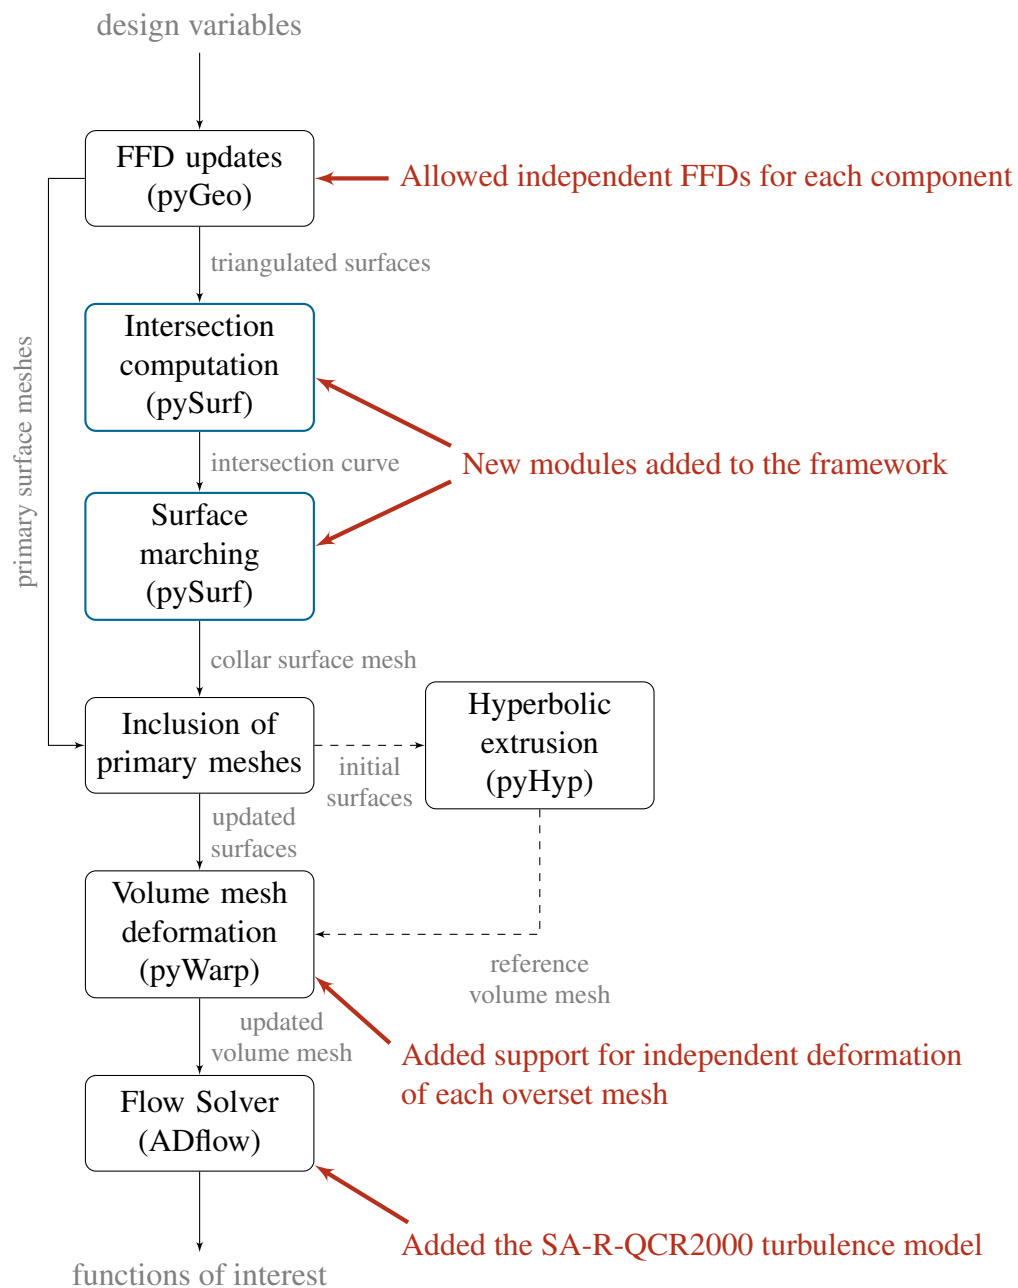 design variables
FFD updates
(pyGeo)
Allowed independent FFDs for each component
triangulated surfaces
Intersection
computation
(pySurf)
primary surface meshes
intersection curve
New modules added to the framework
Surface
marching
(pySurf)
collar surface mesh
Inclusion of
primary meshes
initial
surfaces
Hyperbolic
extrusion
(pyHyp)
updated
surfaces
Volume mesh
deformation
(pyWarp)
reference
volume mesh
updated
volume mesh
Added support for independent deformation
of each overset mesh
Flow Solver
(ADflow)
Added the SA-R-QCR2000 turbulence model
functions of interest